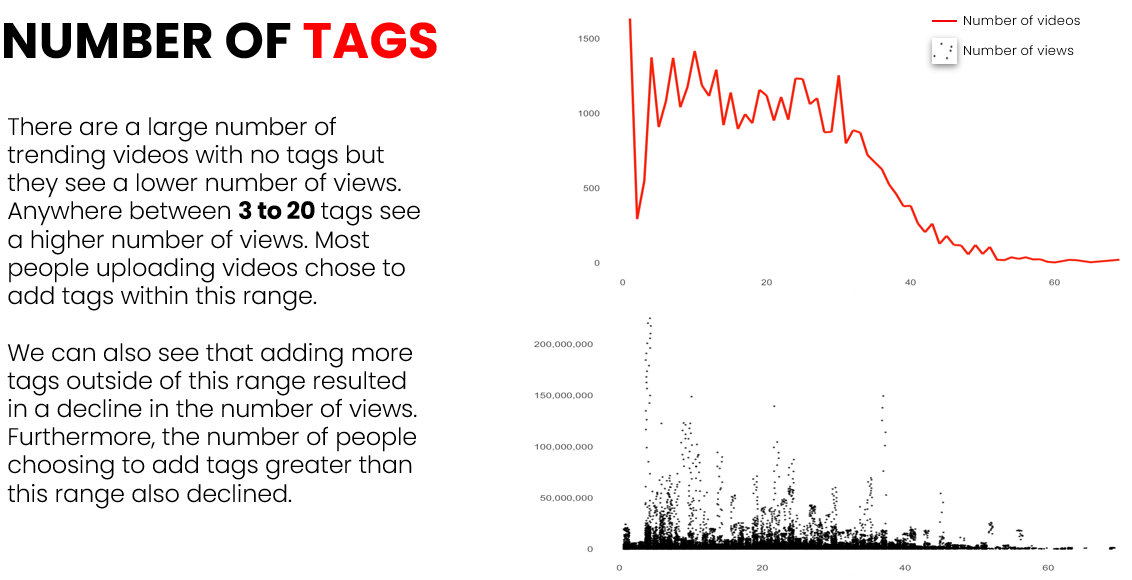 NUMBER OF TAGS
There are a large number of
trending videos with no tags but
they see a lower number of views.
Anywhere between 3 to 20 tags see
a higher number of views. Most
people uploading videos chose to
add tags within this range.
We can also see that adding more
tags outside of this range resulted
in a decline in the number of views.
Furthermore, the number of people
choosing to add tags greater than
this range also declined.
Number of videos
Number of views
1500
1000
500
0
0 20 40 60
200,000,000
150,000,000
100,000,000
50,000,000
0
0 20 40 60